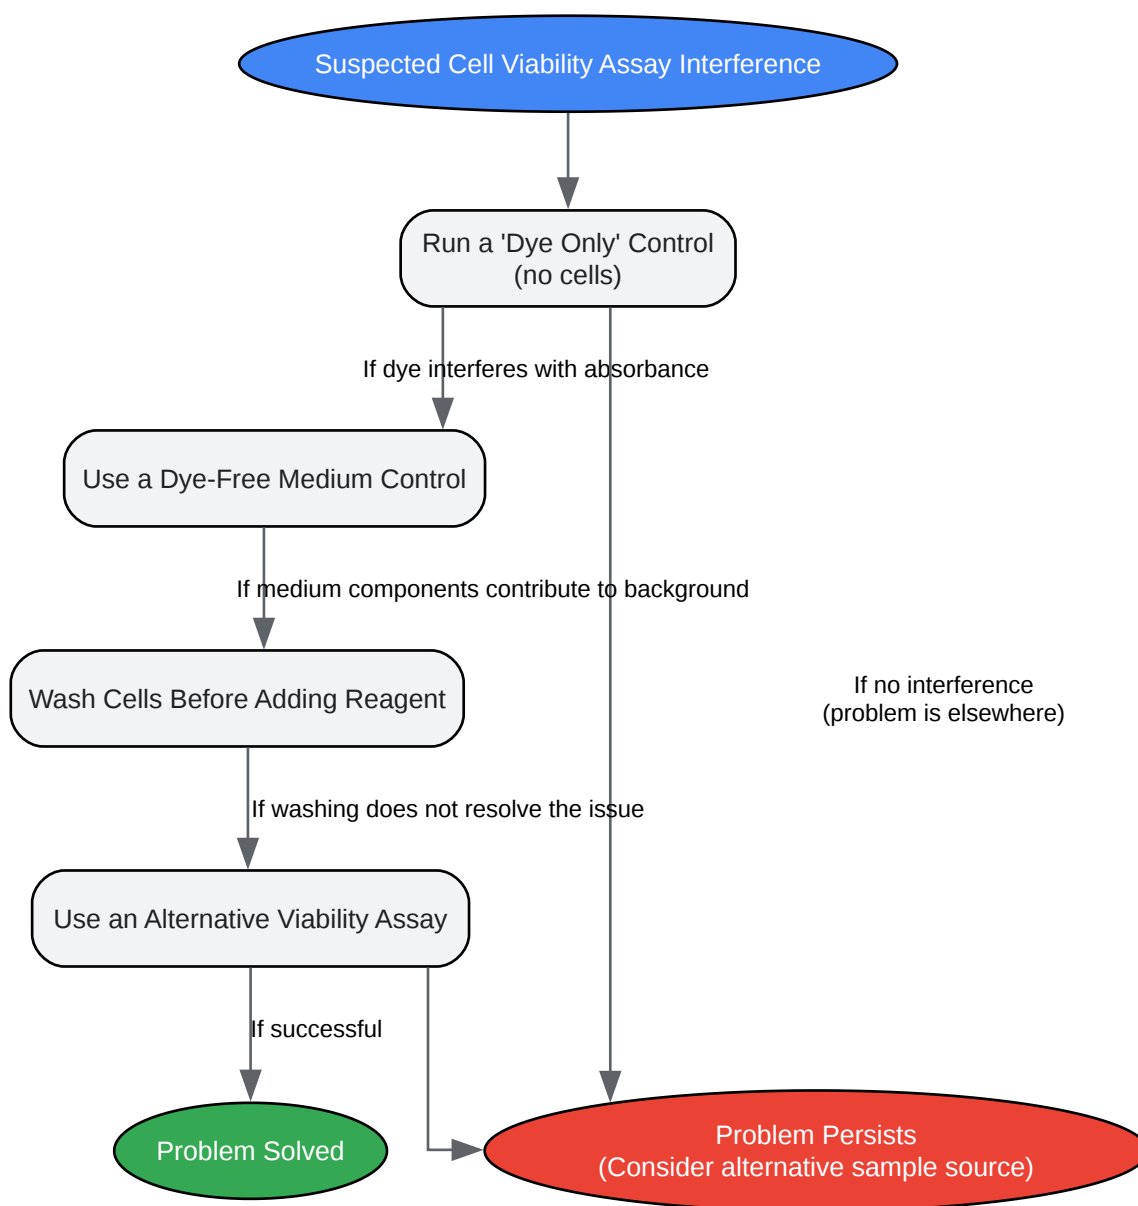 Suspected Cell Viability Assay Interference
Run a 'Dye Only' Control
(no cells)
If dye interferes with absorbance
Use a Dye-Free Medium Control
If medium components contribute to background
Wash Cells Before Adding Reagent
If no interference
(problem is elsewhere)
If washing does not resolve the issue
Use an Alternative Viability Assay
If successful
Problem Solved
Problem Persists
(Consider alternative sample source)